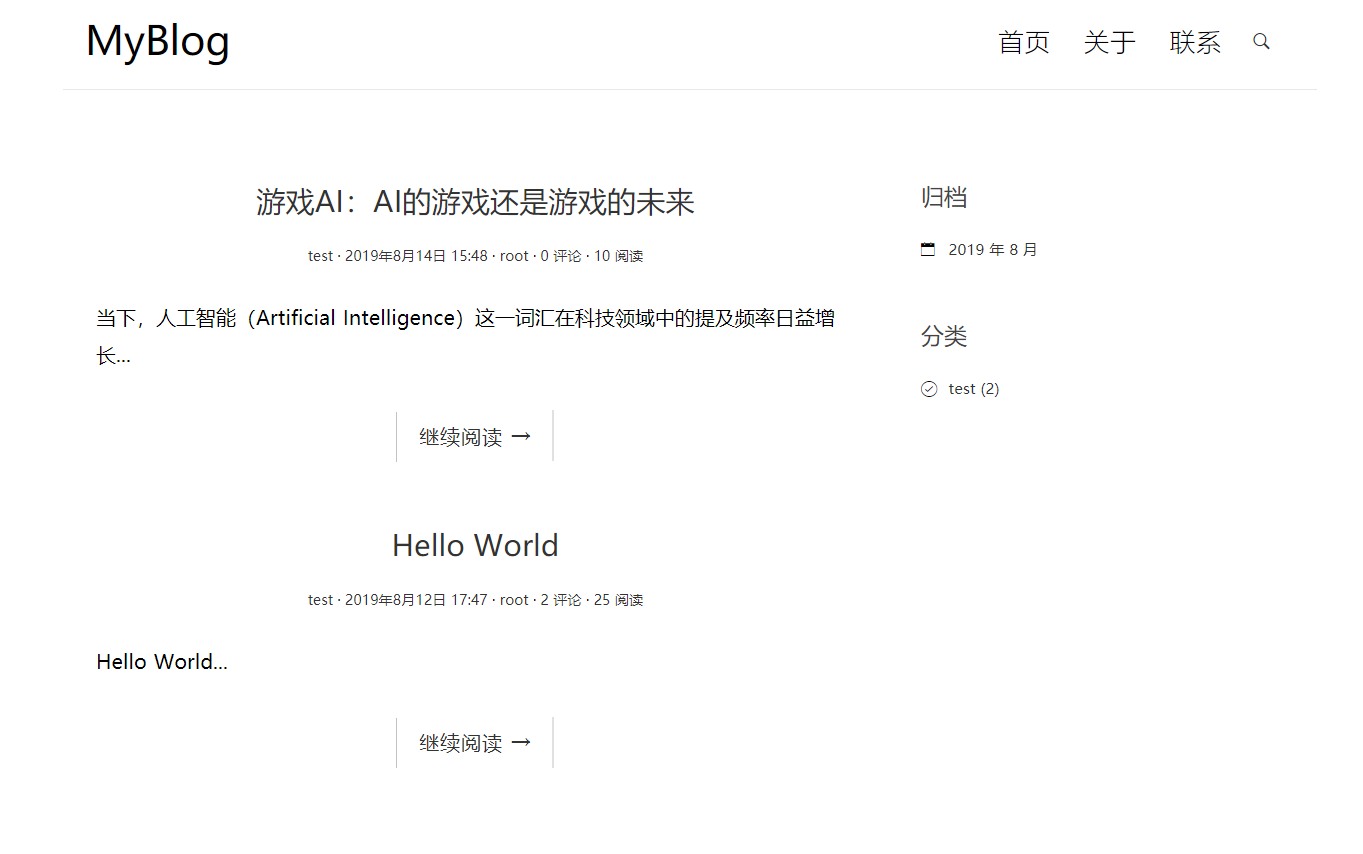 MyBlog
首页 关于 联系
游戏AI：AI的游戏还是游戏的未来
test · 2019年8月14日 15:48 · root · 0 评论 · 10 阅读
当下，人工智能（Artificial Intelligence）这一词汇在科技领域中的提及频率日益增
长...
继续阅读 →
Hello World
test · 2019年8月12日 17:47 · root · 2 评论 · 25 阅读
Hello World...
继续阅读 →
归档
2019 年 8 月
分类
test (2)